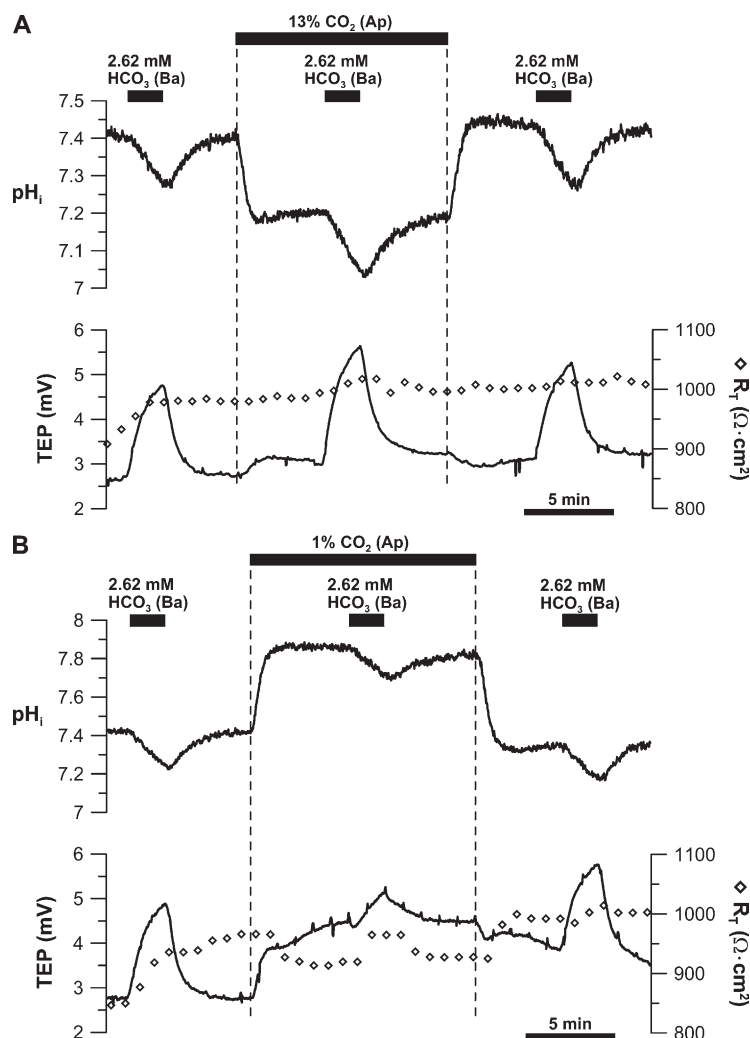 A
13% CO₂ (Ap)
2.62 mM
HCO₃ (Ba)
2.62 mM
HCO₃ (Ba)
2.62 mM
HCO₃ (Ba)
7.5
7.4
7.3
7.2
7.1
7
pHᵢ
6
5
4
3
2
TEP (mV)
1100
1000
900
800
◇ R_T (Ω·cm²)
5 min
B
1% CO₂ (Ap)
2.62 mM
HCO₃ (Ba)
2.62 mM
HCO₃ (Ba)
2.62 mM
HCO₃ (Ba)
8
7.8
7.6
7.4
7.2
7
pHᵢ
6
5
4
3
2
TEP (mV)
1100
1000
900
800
◇ R_T (Ω·cm²)
5 min